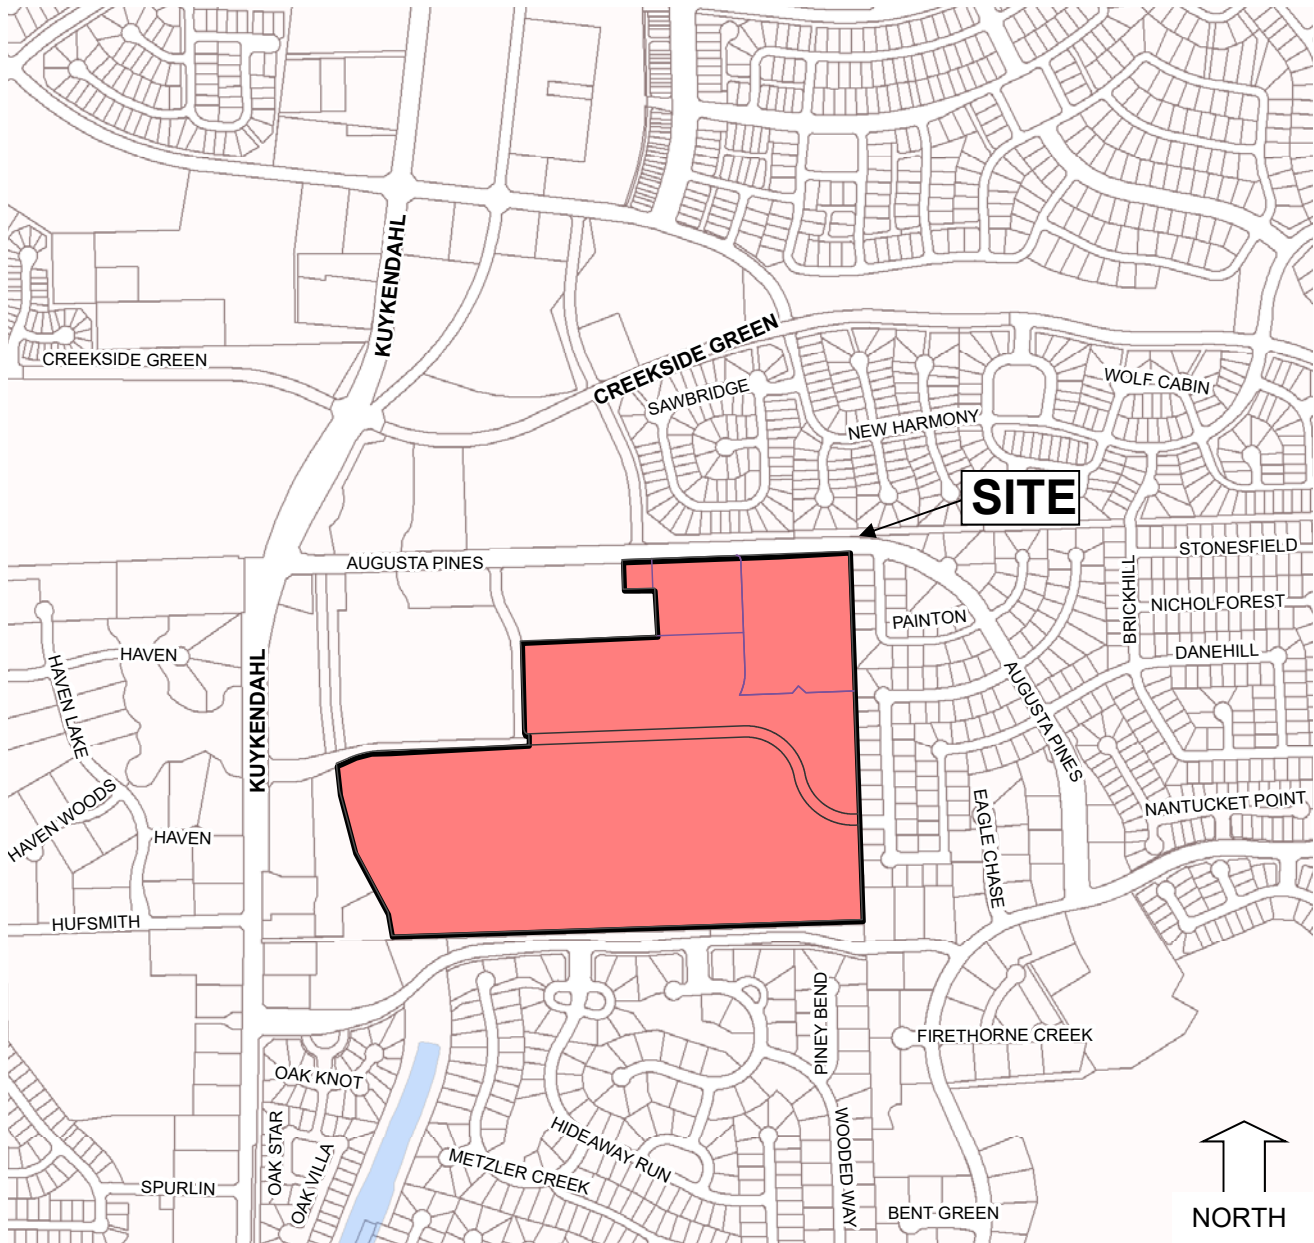 KUYKENDAHL
CREEKSIDE GREEN
CREEKSIDE GREEN
SAWBRIDGE
WOLF CABIN
NEW HARMONY
SITE
AUGUSTA PINES
STONESFIELD
BRICKHILL
NICHOLFOREST
PAINTON
DANEHILL
HAVEN
HAVEN LAKE
KUYKENDAHL
AUGUSTA PINES
HAVEN WOODS
HAVEN
EAGLE CHASE
NANTUCKET POINT
HUFSMITH
PINEY BEND
FIRETHORNE CREEK
OAK KNOT
OAK STAR
OAK VILLA
HIDEAWAY RUN
METZLER CREEK
WOODED WAY
SPURLIN
BENT GREEN
NORTH